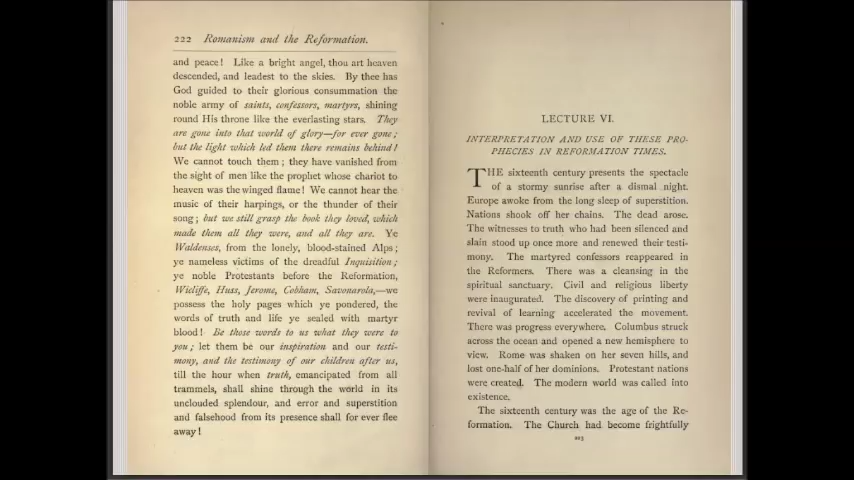 222 Romanism and the Reformation.
and peace! Like a bright angel, thou art heaven
descended, and leadest to the skies. By thee has
God guided to their glorious consummation the
noble army of saints, confessors, martyrs, shining
round His throne like the everlasting stars. They
are gone into that world of glory—for ever gone;
but the light which led them there remains behind!
We cannot touch them; they have vanished from
the sight of men like the prophet whose chariot to
heaven was the winged flame! We cannot hear the
music of their harpings, or the thunder of their
song; but we still grasp the book they loved, which
made them all they were, and all they are. Ye
Waldenses, from the lonely, blood-stained Alps;
ye nameless victims of the dreadful Inquisition;
ye noble Protestants before the Reformation,
Wicliffe, Huss, Jerome, Cobham, Savonarola,—we
possess the holy pages which ye pondered, the
words of truth and life ye sealed with martyr
blood! Be those words to us what they were to
you; let them be our inspiration and our testi-
mony, and the testimony of our children after us,
till the hour when truth, emancipated from all
trammels, shall shine through the world in its
unclouded splendour, and error and superstition
and falsehood from its presence shall for ever flee
away!
LECTURE VI.
INTERPRETATION AND USE OF THESE PRO-
PHECIES IN REFORMATION TIMES.
THE sixteenth century presents the spectacle
of a stormy sunrise after a dismal night.
Europe awoke from the long sleep of superstition.
Nations shook off her chains. The dead arose.
The witnesses to truth who had been silenced and
slain stood up once more and renewed their testi-
mony. The martyred confessors reappeared in
the Reformers. There was a cleansing in the
spiritual sanctuary. Civil and religious liberty
were inaugurated. The discovery of printing and
revival of learning accelerated the movement.
There was progress everywhere. Columbus struck
across the ocean and opened a new hemisphere to
view. Rome was shaken on her seven hills, and
lost one-half of her dominions. Protestant nations
were created. The modern world was called into
existence.
The sixteenth century was the age of the Re-
formation. The Church had become frightfully
223